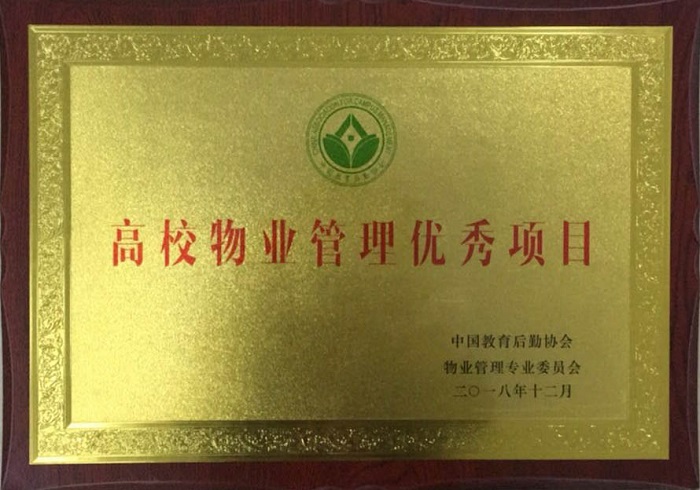 高校物业管理优秀项目
中国教育后勤协会
物业管理专业委员会
二〇一八年十二月